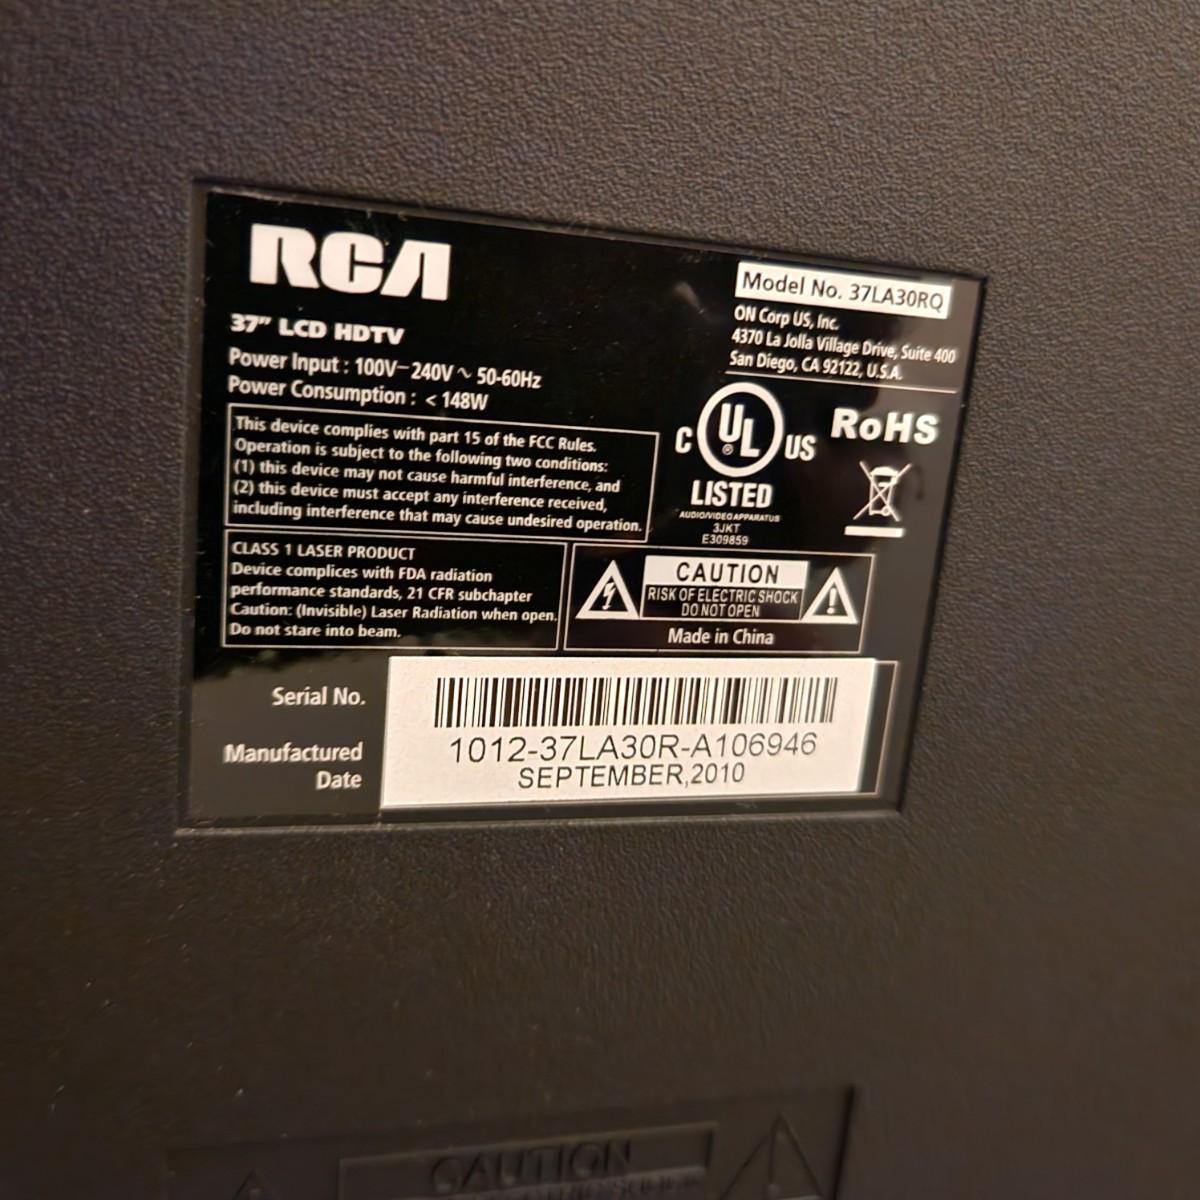 RCA
37" LCD HDTV
Power Input : 100V–240V ~ 50-60Hz
Power Consumption : < 148W
Model No. 37LA30RQ
ON Corp US, Inc.
4370 La Jolla Village Drive, Suite 400
San Diego, CA 92122, U.S.A.
This device complies with part 15 of the FCC Rules.
Operation is subject to the following two conditions:
(1) this device may not cause harmful interference, and
(2) this device must accept any interference received,
including interference that may cause undesired operation.
C UL ® US
LISTED
AUDIO/VIDEO APPARATUS
3JKT
E309859
RoHS
CLASS 1 LASER PRODUCT
Device complices with FDA radiation
performance standards, 21 CFR subchapter
Caution: (Invisible) Laser Radiation when open.
Do not stare into beam.
CAUTION
RISK OF ELECTRIC SHOCK
DO NOT OPEN
Made in China
Serial No.
1012-37LA30R-A106946
Manufactured
Date
SEPTEMBER,2010
CAUTION